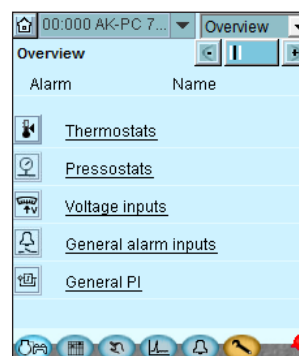 00:000 AK-PC 7... Overview
Overview
Alarm Name
Thermostats
Pressostats
Voltage inputs
General alarm inputs
General PI